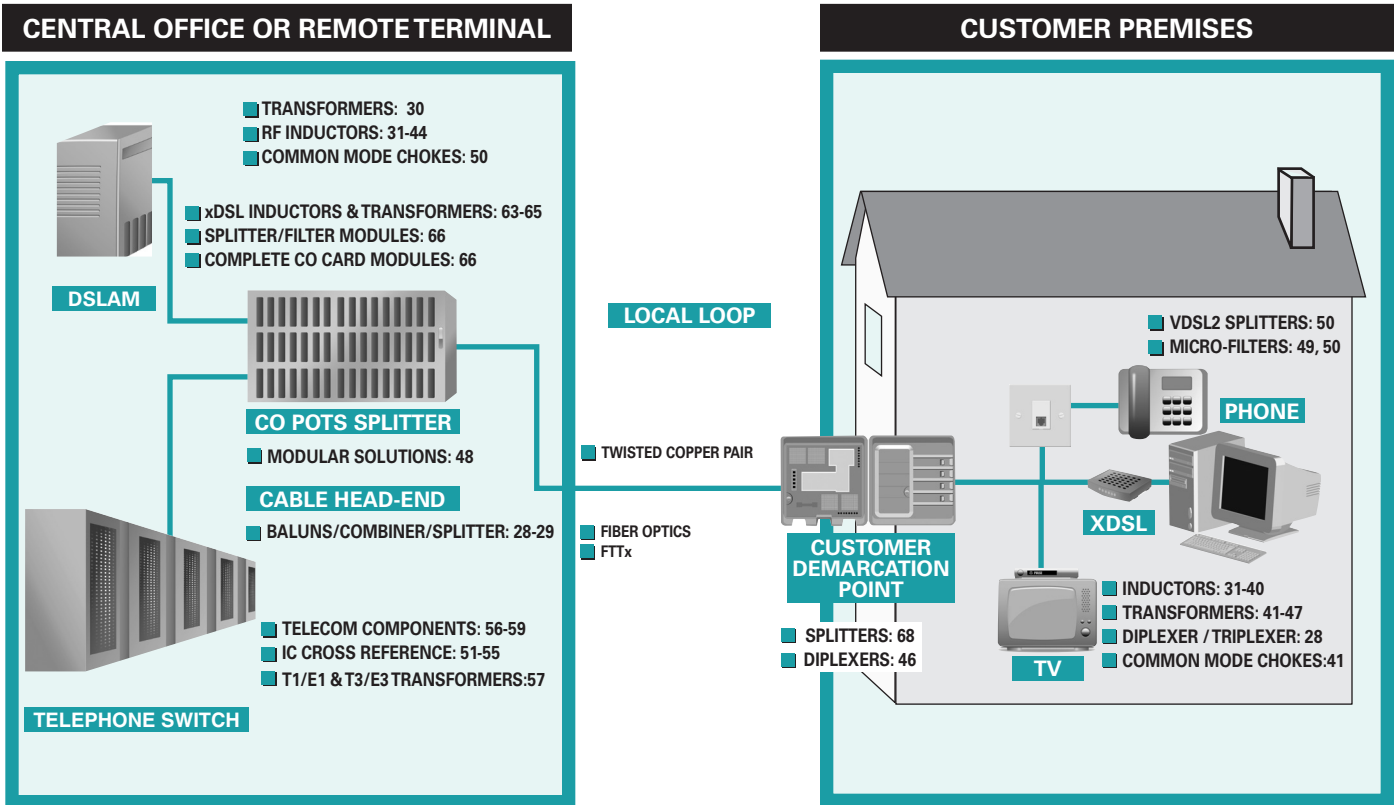 CENTRAL OFFICE OR REMOTE TERMINAL
TRANSFORMERS: 30
RF INDUCTORS: 31-44
COMMON MODE CHOKES: 50
xDSL INDUCTORS & TRANSFORMERS: 63-65
SPLITTER/FILTER MODULES: 66
COMPLETE CO CARD MODULES: 66
DSLAM
CO POTS SPLITTER
MODULAR SOLUTIONS: 48
CABLE HEAD-END
BALUNS/COMBINER/SPLITTER: 28-29
TELECOM COMPONENTS: 56-59
IC CROSS REFERENCE: 51-55
T1/E1 & T3/E3 TRANSFORMERS:57
TELEPHONE SWITCH
LOCAL LOOP
TWISTED COPPER PAIR
FIBER OPTICS
FTTx
CUSTOMER PREMISES
VDSL2 SPLITTERS: 50
MICRO-FILTERS: 49, 50
PHONE
XDSL
CUSTOMER
DEMARCATION
POINT
SPLITTERS: 68
DIPLEXERS: 46
TV
INDUCTORS: 31-40
TRANSFORMERS: 41-47
DIPLEXER / TRIPLEXER: 28
COMMON MODE CHOKES:41